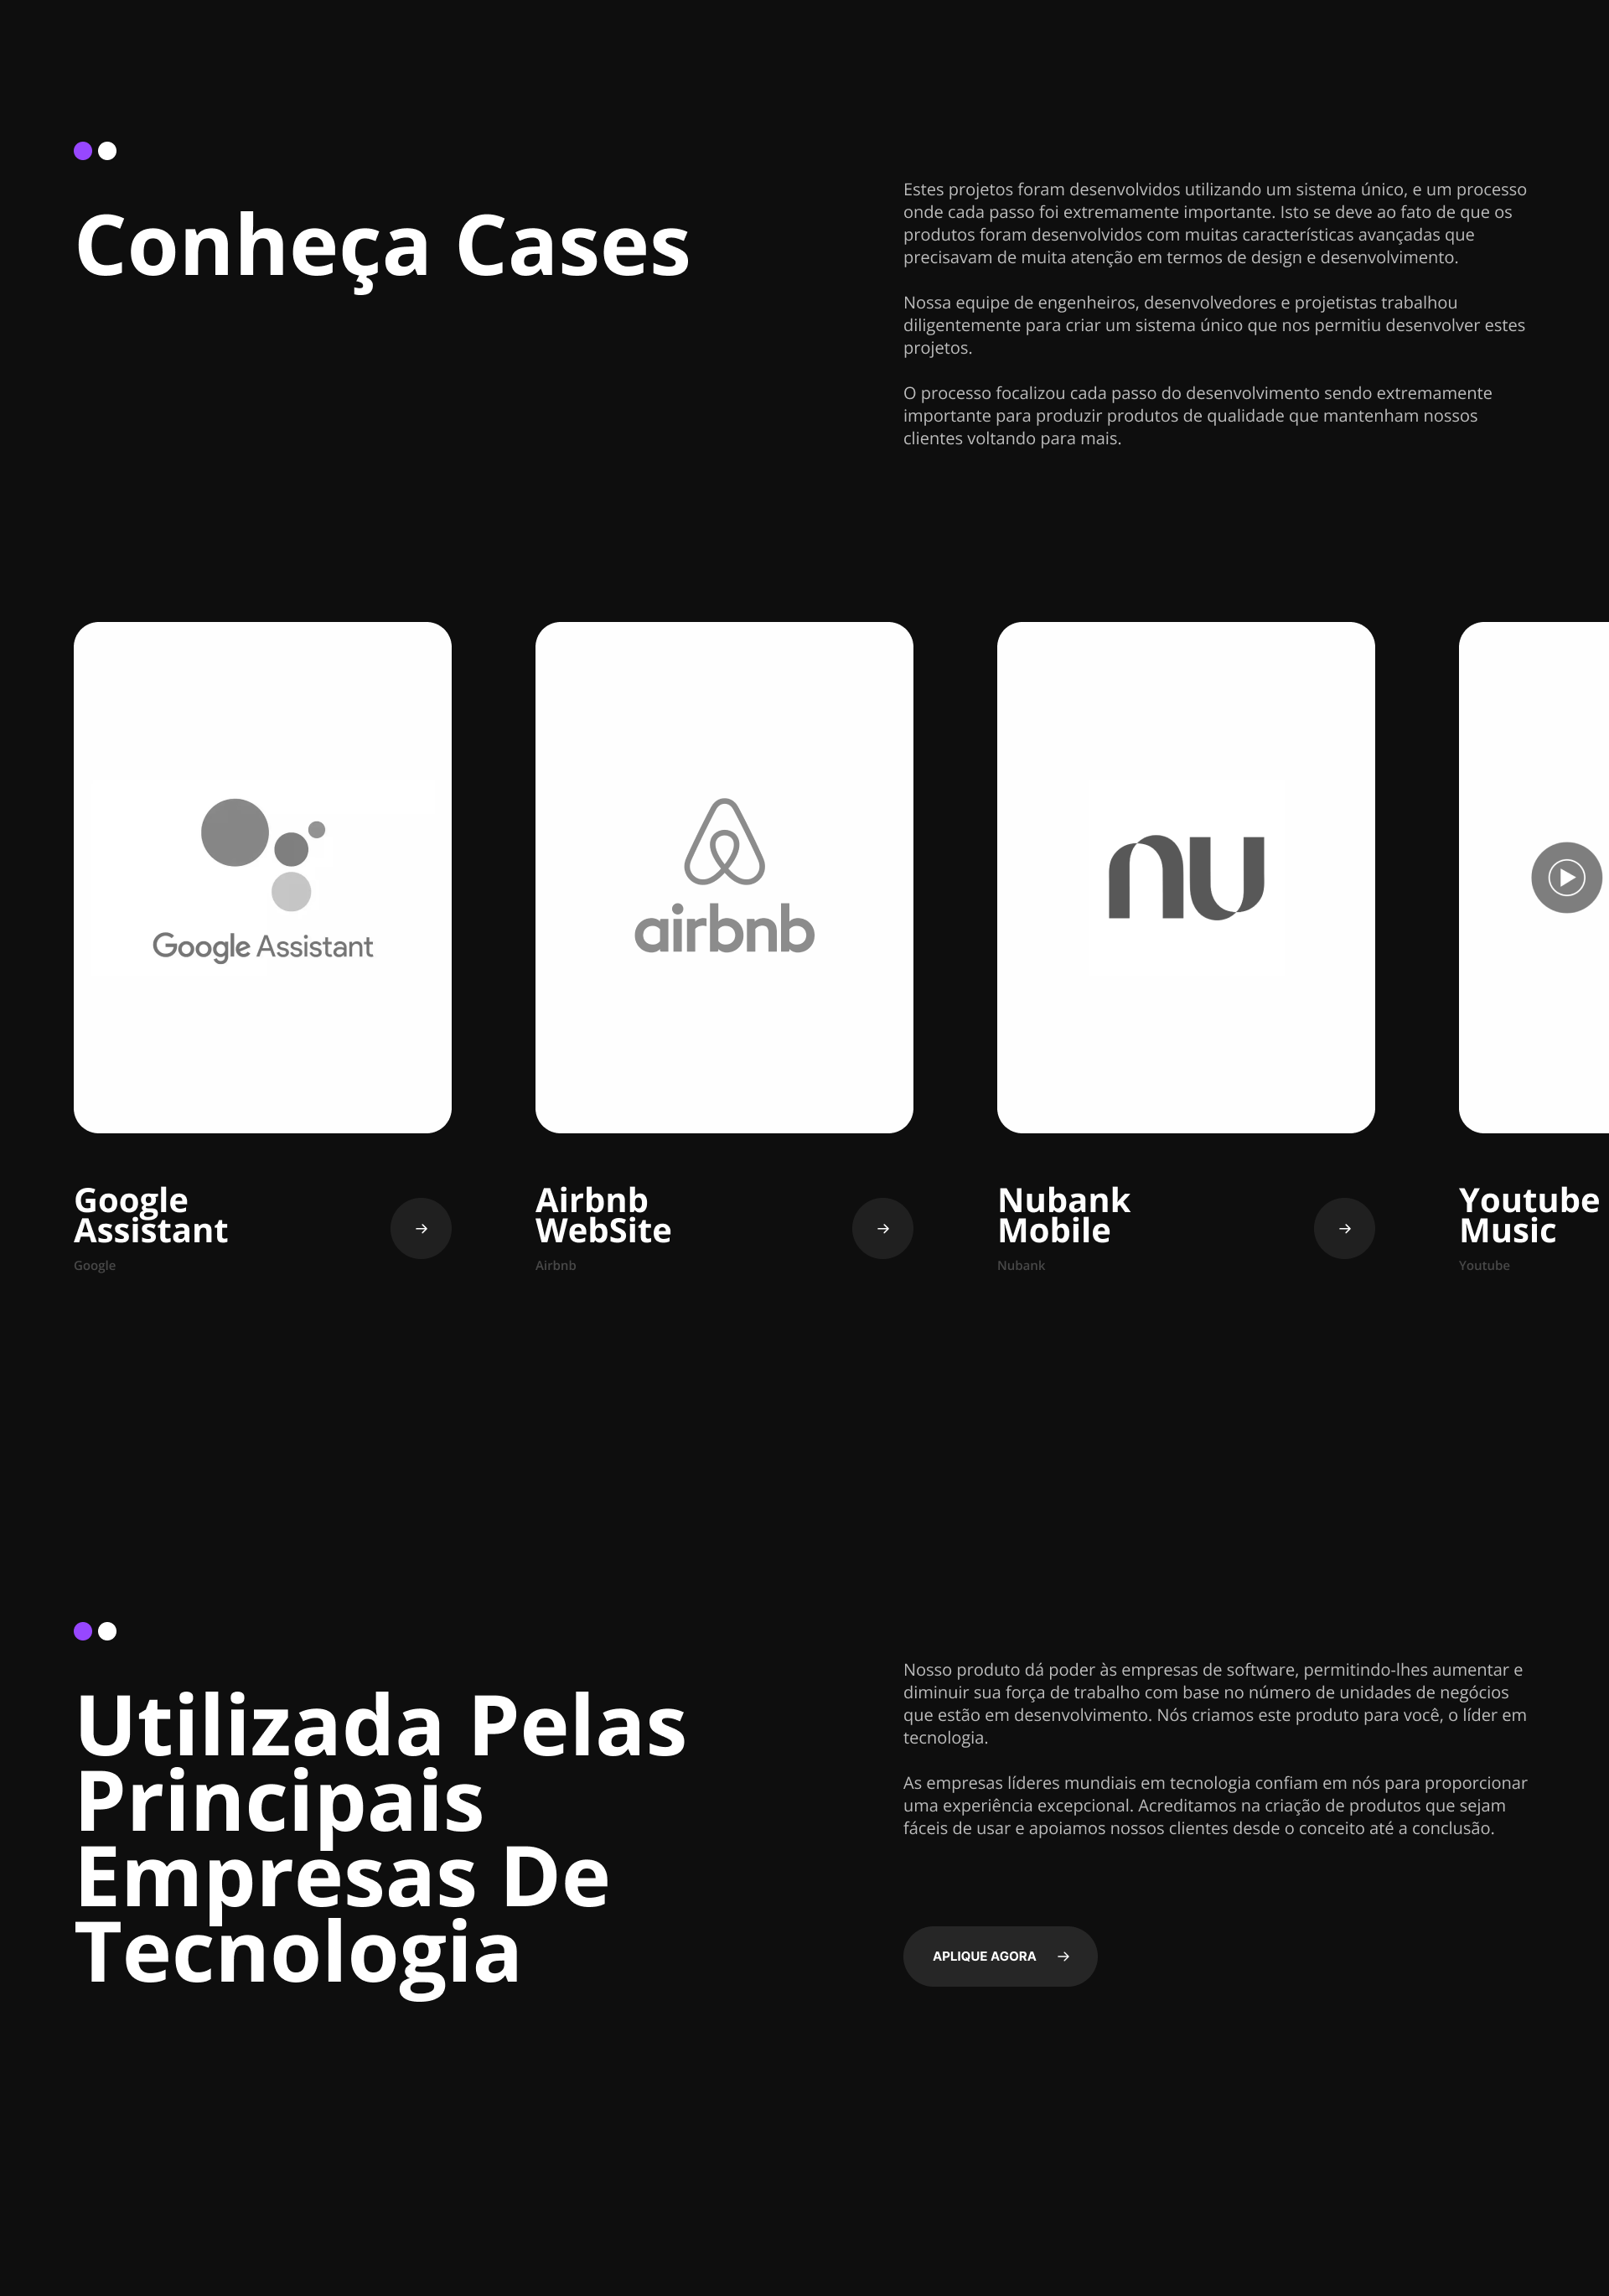 Conheça Cases
Estes projetos foram desenvolvidos utilizando um sistema único, e um processo
onde cada passo foi extremamente importante. Isto se deve ao fato de que os
produtos foram desenvolvidos com muitas características avançadas que
precisavam de muita atenção em termos de design e desenvolvimento.
Nossa equipe de engenheiros, desenvolvedores e projetistas trabalhou
diligentemente para criar um sistema único que nos permitiu desenvolver estes
projetos.
O processo focalizou cada passo do desenvolvimento sendo extremamente
importante para produzir produtos de qualidade que mantenham nossos
clientes voltando para mais.
Google Assistant
airbnb
nu
Google
Assistant
Google
Airbnb
WebSite
Airbnb
Nubank
Mobile
Nubank
Youtube
Music
Youtube
Utilizada Pelas
Principais
Empresas De
Tecnologia
Nosso produto dá poder às empresas de software, permitindo-lhes aumentar e
diminuir sua força de trabalho com base no número de unidades de negócios
que estão em desenvolvimento. Nós criamos este produto para você, o líder em
tecnologia.
As empresas líderes mundiais em tecnologia confiam em nós para proporcionar
uma experiência excepcional. Acreditamos na criação de produtos que sejam
fáceis de usar e apoiamos nossos clientes desde o conceito até a conclusão.
APLIQUE AGORA